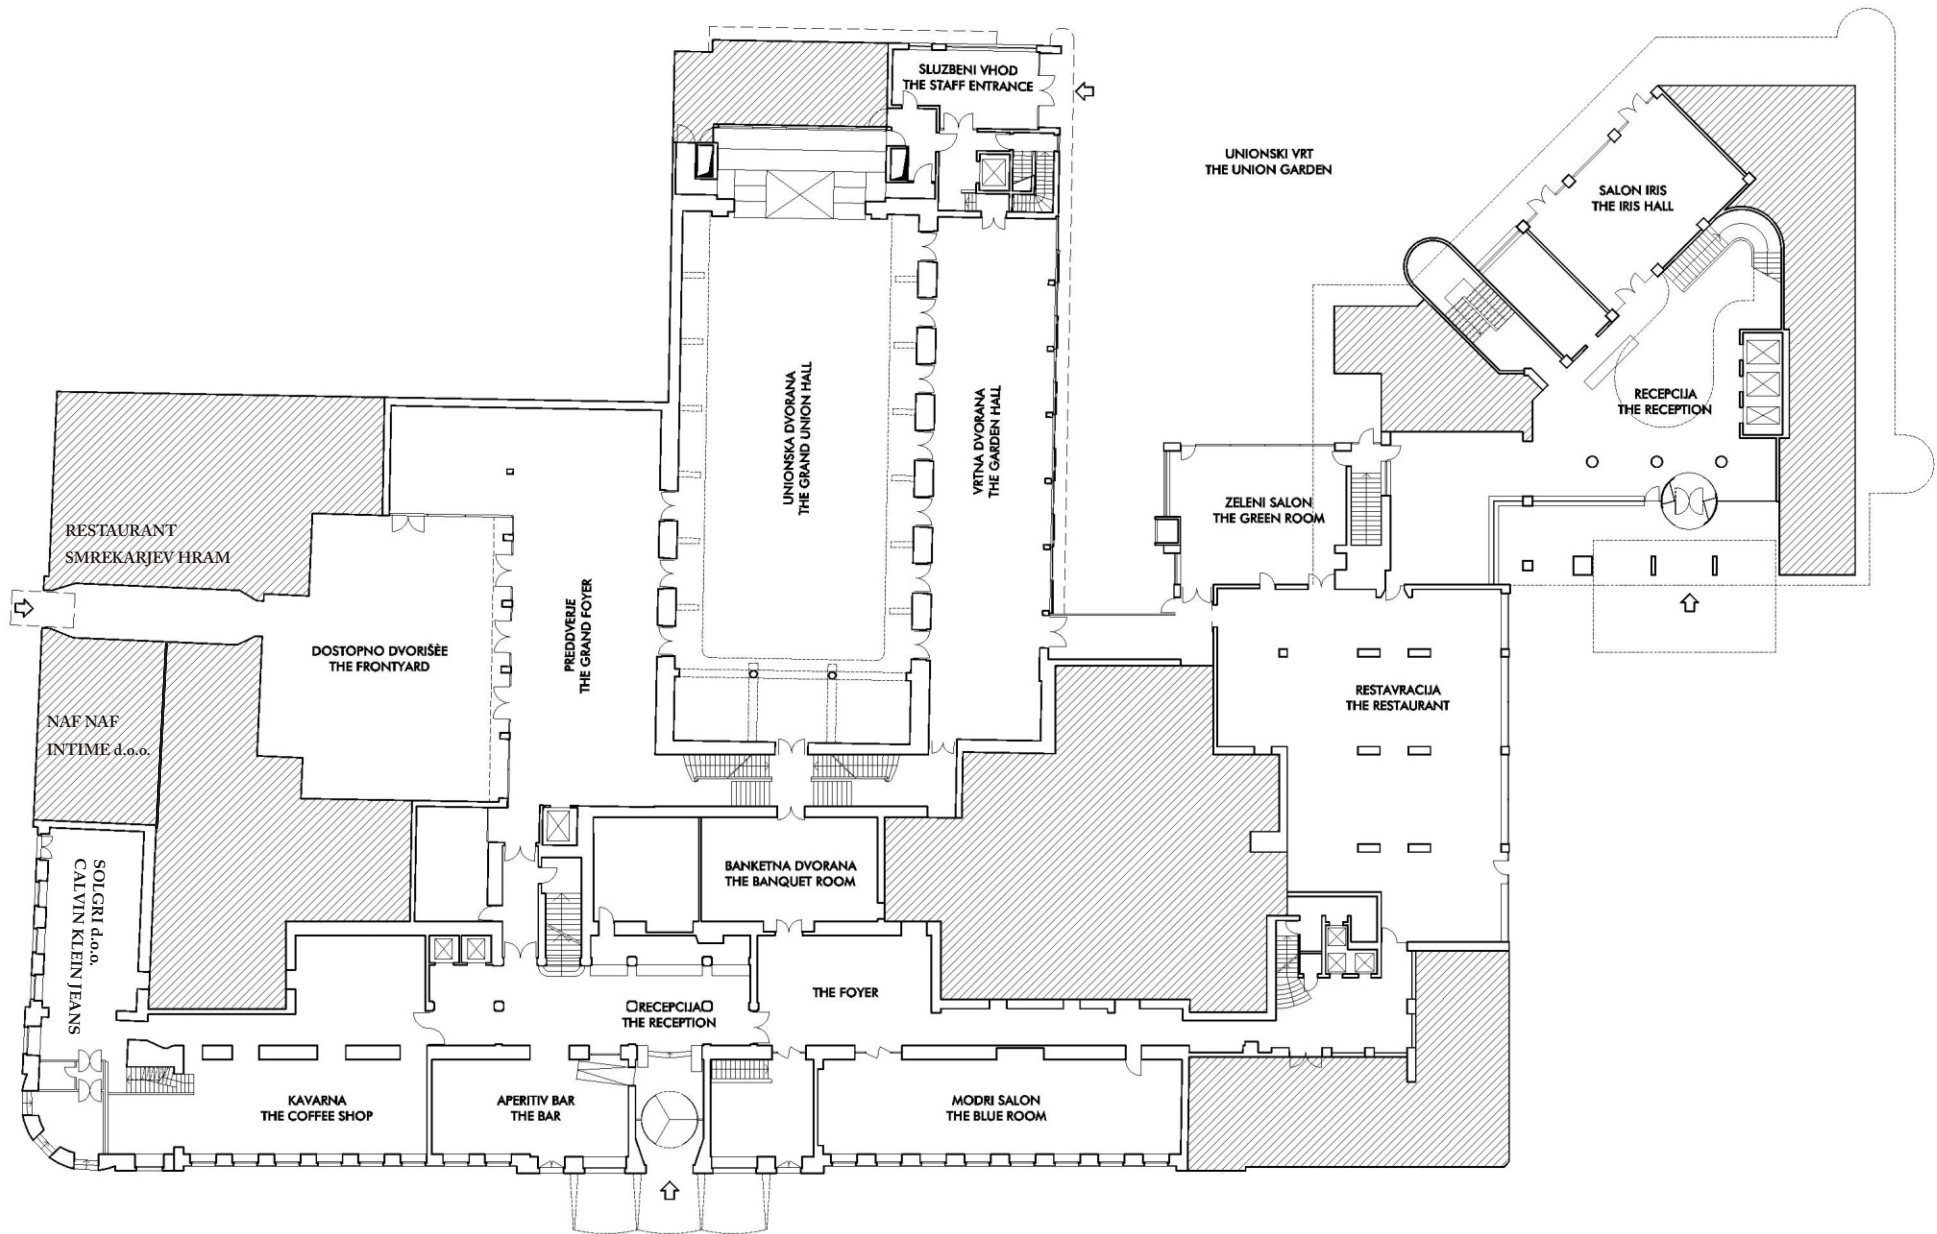 SLUZBENI VHOD
THE STAFF ENTRANCE
UNIONSKI VRT
THE UNION GARDEN
SALON IRIS
THE IRIS HALL
UNIONSKA DVORANA
THE GRAND UNION HALL
VRTNA DVORANA
THE GARDEN HALL
RECEPCIJA
THE RECEPTION
ZELENI SALON
THE GREEN ROOM
RESTAURANT
SMREKARJEV HRAM
PREDDVERJE
THE GRAND FOYER
DOSTOPNO DVORIŠÈE
THE FRONTYARD
RESTAVRACIJA
THE RESTAURANT
NAF NAF
INTIME d.o.o.
SOLGRI d.o.o.
CALVIN KLEIN JEANS
BANKETNA DVORANA
THE BANQUET ROOM
THE FOYER
RECEPCIJA
THE RECEPTION
KAVARNA
THE COFFEE SHOP
APERITIV BAR
THE BAR
MODRI SALON
THE BLUE ROOM